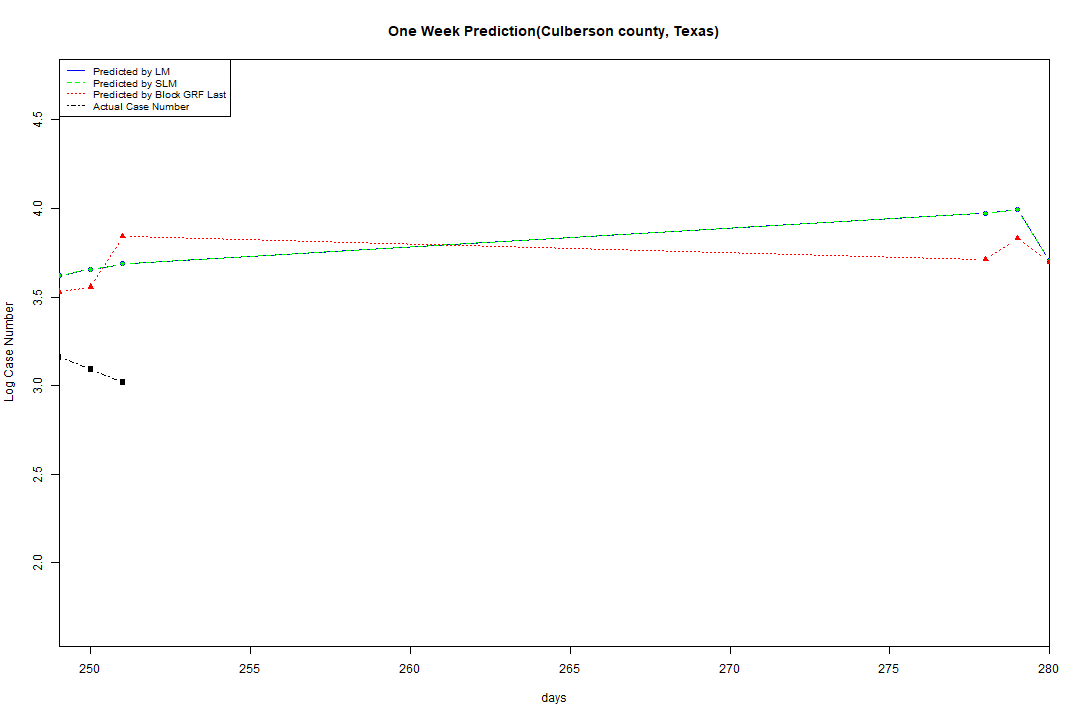 One Week Prediction(Culberson county, Texas)
Predicted by LM
Predicted by SLM
Predicted by Block GRF Last
Actual Case Number
4.5
4.0
3.5
3.0
2.5
2.0
Log Case Number
250 255 260 265 270 275 280
days